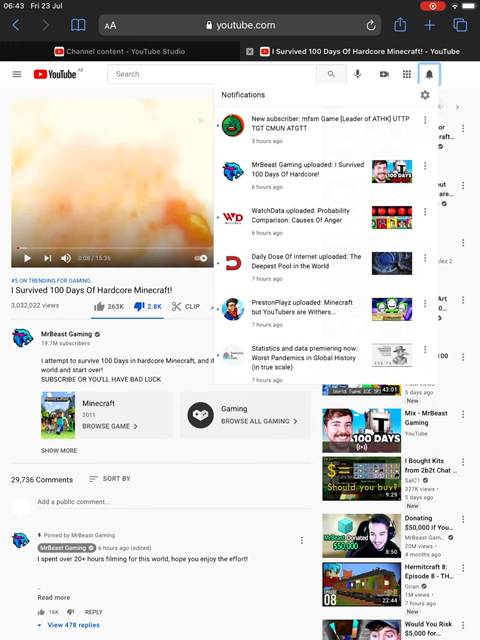 06:43 Fri 23 Jul
AA
youtube.com
Channel content - YouTube Studio
I Survived 100 Days Of Hardcore Minecraft! - YouTube
YouTube AE
Search
Notifications
New subscriber: mfsm Game [Leader of ATHK] UTTP
TGT CMUN ATGTT
3 hours ago
MrBeast Gaming uploaded: I Survived
100 Days Of Hardcore!
6 hours ago
100 DAYS
WatchData uploaded: Probability
Comparison: Causes Of Anger
6 hours ago
WD
Daily Dose Of Internet uploaded: The
Deepest Pool in the World
7 hours ago
PrestonPlayz uploaded: Minecraft
but YouTubers are Withers...
7 hours ago
Statistics and data premiering now:
Worst Pandemics in Global History
(in true scale)
7 hours ago
0:08 / 15:36
#5 ON TRENDING FOR GAMING
I Survived 100 Days Of Hardcore Minecraft!
3,032,022 views
263K
2.8K
CLIP
MrBeast Gaming
19.7M subscribers
I attempt to survive 100 Days in hardcore Minecraft, and if
world and start over!
SUBSCRIBE OR YOU'LL HAVE BAD LUCK
Minecraft
2011
BROWSE GAME
Gaming
BROWSE ALL GAMING
SHOW MORE
29,736 Comments
SORT BY
Add a public comment...
Pinned by MrBeast Gaming
MrBeast Gaming 6 hours ago (edited)
I spent over 20+ hours filming for this world, hope you enjoy the effort!
Read more
16K
REPLY
View 478 replies
43:01
5 days ago
New
100 DAYS
Mix - MrBeast
Gaming
YouTube
Should you buy?
9:29
I Bought Kits
from 2b2t Chat ...
SalC1
327K views •
5 days ago
New
MrBeast Donated
$50,000
8:50
Donating
$50,000 If You...
MrBeast Gam...
20M views •
4 months ago
08
22:44
Hermitcraft 8:
Episode 8 - TH...
Grian
1M views •
7 hours ago
New
Would You Risk
$5,000 for